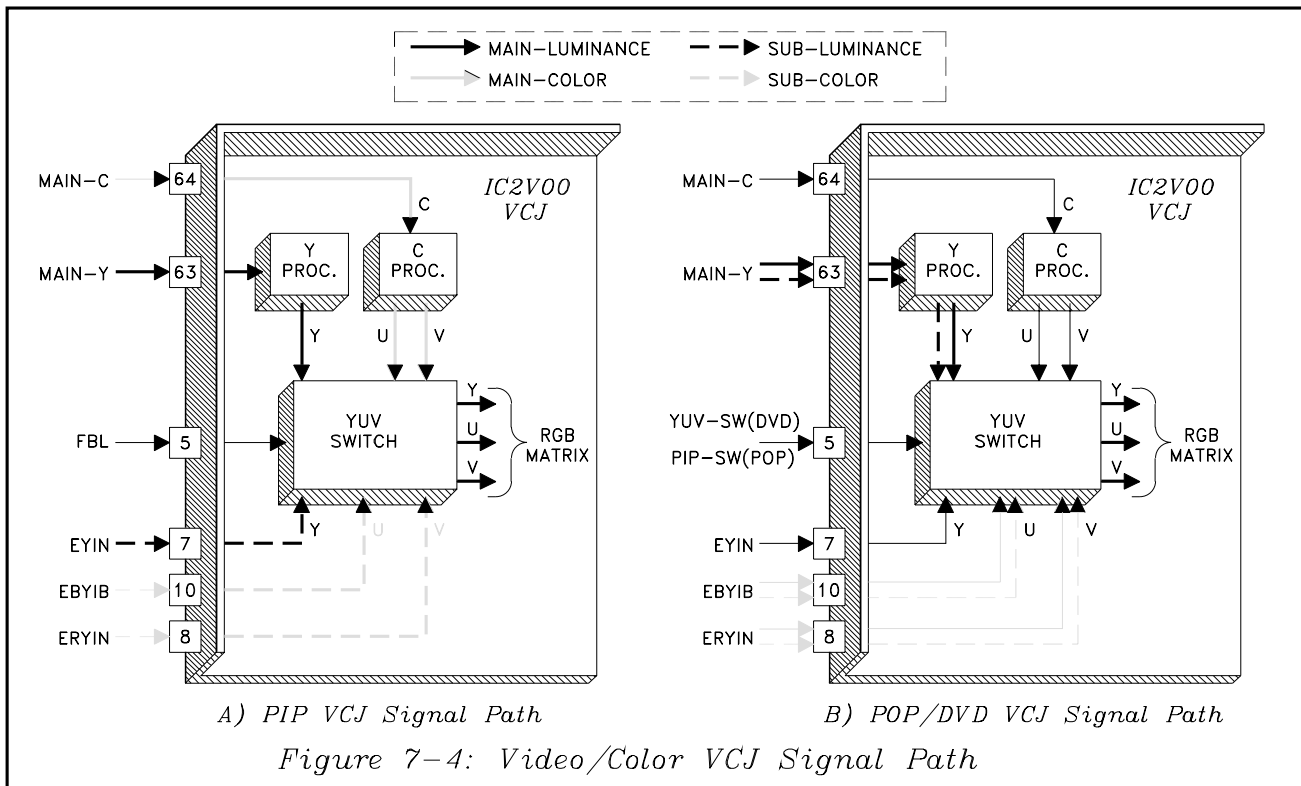 MAIN-LUMINANCE SUB-LUMINANCE
MAIN-COLOR SUB-COLOR
MAIN-C 64
IC2V00
VCJ
C
Y
PROC.
C
PROC.
MAIN-Y 63
Y U V
YUV
SWITCH
Y
U
V
RGB
MATRIX
FBL 5
EYIN 7
Y U V
EBYIB 10
ERYIN 8
A) PIP VCJ Signal Path
MAIN-C 64
IC2V00
VCJ
C
Y
PROC.
C
PROC.
MAIN-Y 63
Y U V
YUV
SWITCH
Y
U
V
RGB
MATRIX
YUV-SW(DVD)
5
PIP-SW(POP)
EYIN 7
Y U V
EBYIB 10
ERYIN 8
B) POP/DVD VCJ Signal Path
Figure 7-4: Video/Color VCJ Signal Path